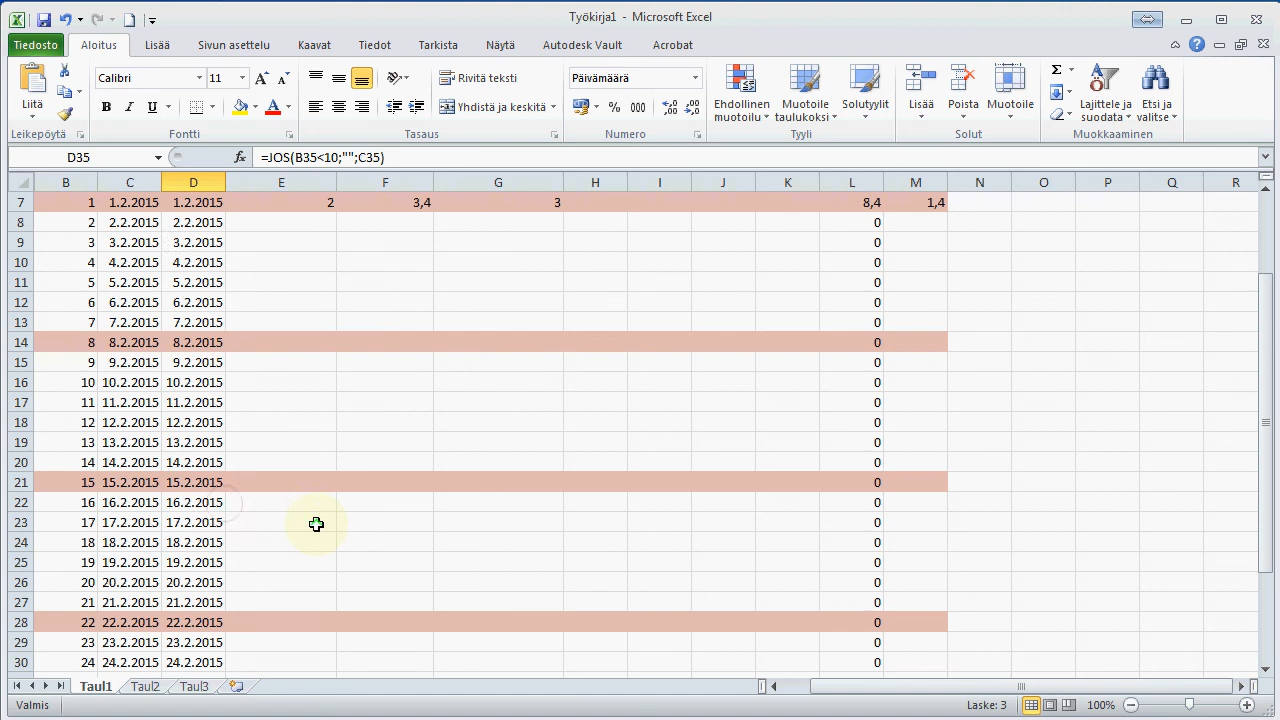 Työkirja1 - Microsoft Excel
Tiedosto Aloitus Lisää Sivun asettelu Kaavat Tiedot Tarkista Näytä Autodesk Vault Acrobat
Calibri 11 Rivitä teksti Päivämäärä
Liitä Ehdollinen muotoilu Muotoile taulukoksi Solutyylit Lisää Poista Muotoile Lajittele ja suodata Etsi ja valitse
Yhdistä ja keskitä % 000
Leikepöytä Fontti Tasaus Numero Tyyli Solut Muokkaaminen
D35 fx =JOS(B35<10;"";C35)
B C D E F G H I J K L M N O P Q R
7 1 1.2.2015 1.2.2015 2 3,4 3 8,4 1,4
8 2 2.2.2015 2.2.2015 0
9 3 3.2.2015 3.2.2015 0
10 4 4.2.2015 4.2.2015 0
11 5 5.2.2015 5.2.2015 0
12 6 6.2.2015 6.2.2015 0
13 7 7.2.2015 7.2.2015 0
14 8 8.2.2015 8.2.2015 0
15 9 9.2.2015 9.2.2015 0
16 10 10.2.2015 10.2.2015 0
17 11 11.2.2015 11.2.2015 0
18 12 12.2.2015 12.2.2015 0
19 13 13.2.2015 13.2.2015 0
20 14 14.2.2015 14.2.2015 0
21 15 15.2.2015 15.2.2015 0
22 16 16.2.2015 16.2.2015 0
23 17 17.2.2015 17.2.2015 0
24 18 18.2.2015 18.2.2015 0
25 19 19.2.2015 19.2.2015 0
26 20 20.2.2015 20.2.2015 0
27 21 21.2.2015 21.2.2015 0
28 22 22.2.2015 22.2.2015 0
29 23 23.2.2015 23.2.2015 0
30 24 24.2.2015 24.2.2015 0
Taul1 Taul2 Taul3
Valmis Laske: 3 100%